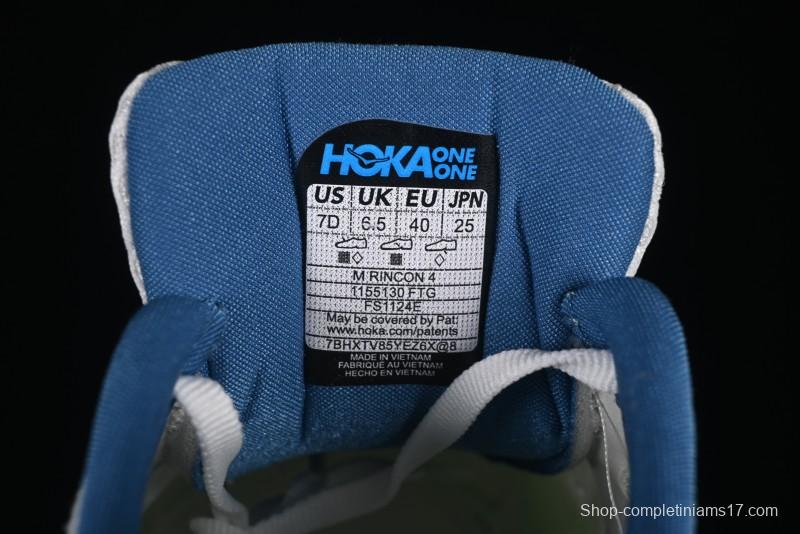 HOKA ONE ONE
US UK EU JPN
7D 6.5 40 25
M RINCON 4
1155130 FTG
FS1124E
May be covered by Pat:
www.hoka.com/patents
7BHXTV85YEZ6X@8
MADE IN VIETNAM
FABRIQUÉ AU VIETNAM
HECHO EN VIETNAM
Shop-completiniams17.com